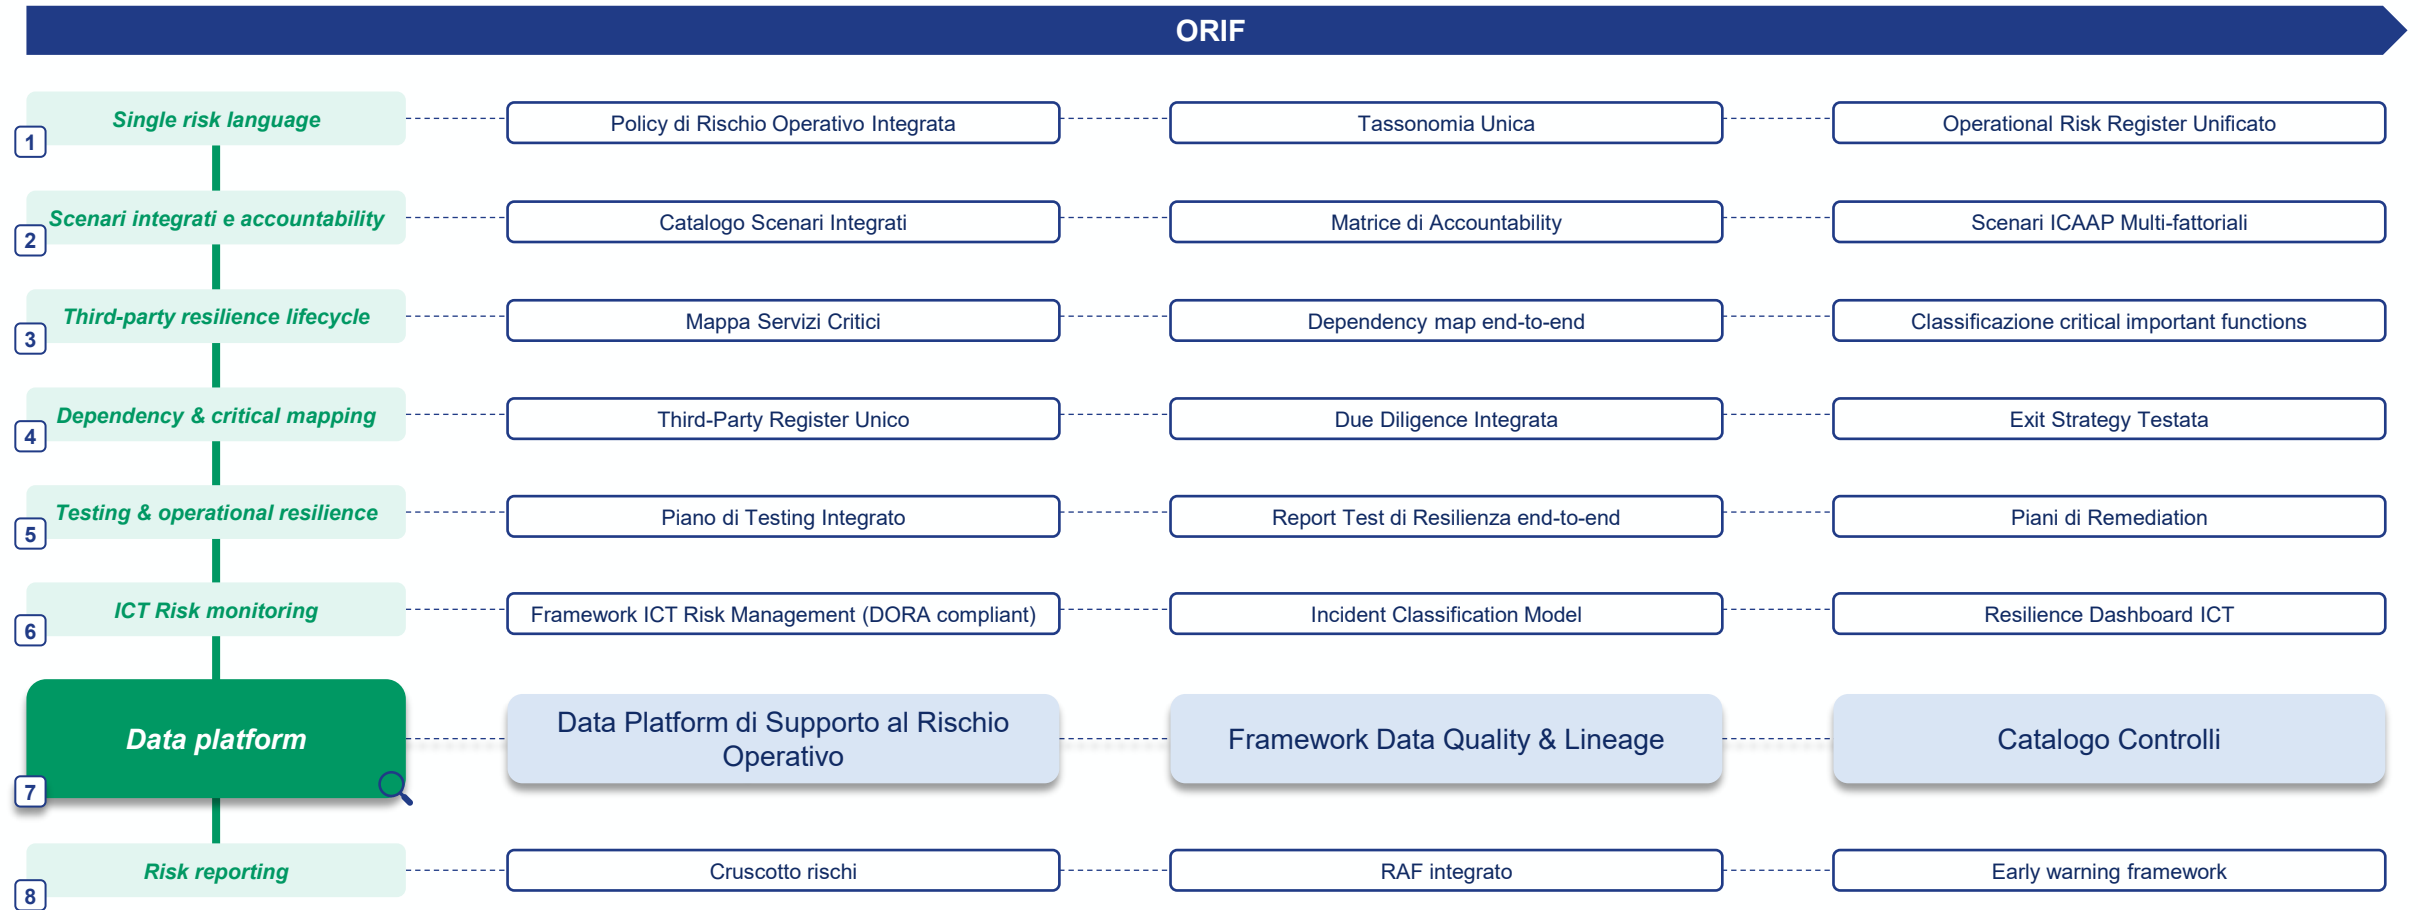 ORIF
Single risk language
1
Policy di Rischio Operativo Integrata
Tassonomia Unica
Operational Risk Register Unificato
Scenari integrati e accountability
2
Catalogo Scenari Integrati
Matrice di Accountability
Scenari ICAAP Multi-fattoriali
Third-party resilience lifecycle
3
Mappa Servizi Critici
Dependency map end-to-end
Classificazione critical important functions
Dependency & critical mapping
4
Third-Party Register Unico
Due Diligence Integrata
Exit Strategy Testata
Testing & operational resilience
5
Piano di Testing Integrato
Report Test di Resilienza end-to-end
Piani di Remediation
ICT Risk monitoring
6
Framework ICT Risk Management (DORA compliant)
Incident Classification Model
Resilience Dashboard ICT
Data platform
7
Data Platform di Supporto al Rischio
Operativo
Framework Data Quality & Lineage
Catalogo Controlli
Risk reporting
8
Cruscotto rischi
RAF integrato
Early warning framework